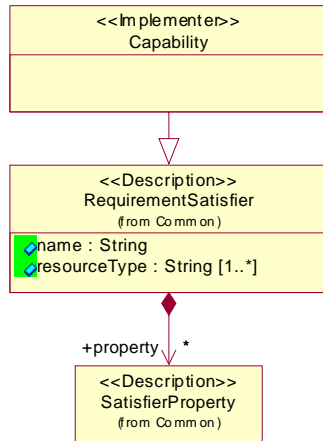 <<Implementer>>
Capability
<<Description>>
RequirementSatisfier
(from Common)
name : String
resourceType : String [1..*]
+property *
<<Description>>
SatisfierProperty
(from Common)